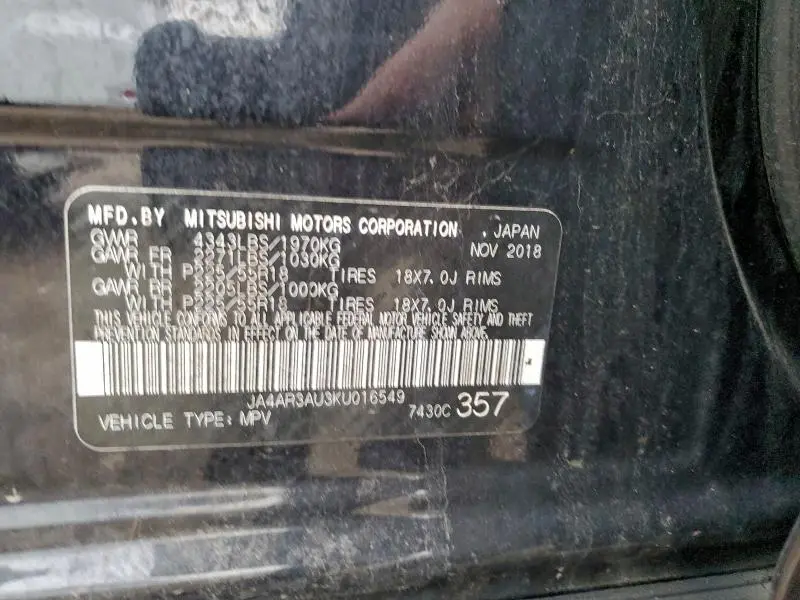 MFD.BY MITSUBISHI MOTORS CORPORATION , JAPAN
GVWR 4343LBS/1970KG NOV 2018
GAWR FR 2271LBS/1030KG
WITH P225/55R18 TIRES 18X7.0J RIMS
GAWR RR 2205LBS/1000KG
WITH P225/55R18 TIRES 18X7.0J RIMS
THIS VEHICLE CONFORMS TO ALL APPLICABLE FEDERAL MOTOR VEHICLE SAFETY AND THEFT
PREVENTION STANDARDS IN EFFECT ON THE DATE OF MANUFACTURE SHOWN ABOVE.
JA4AR3AU3KU016549
VEHICLE TYPE: MPV 7430C 357